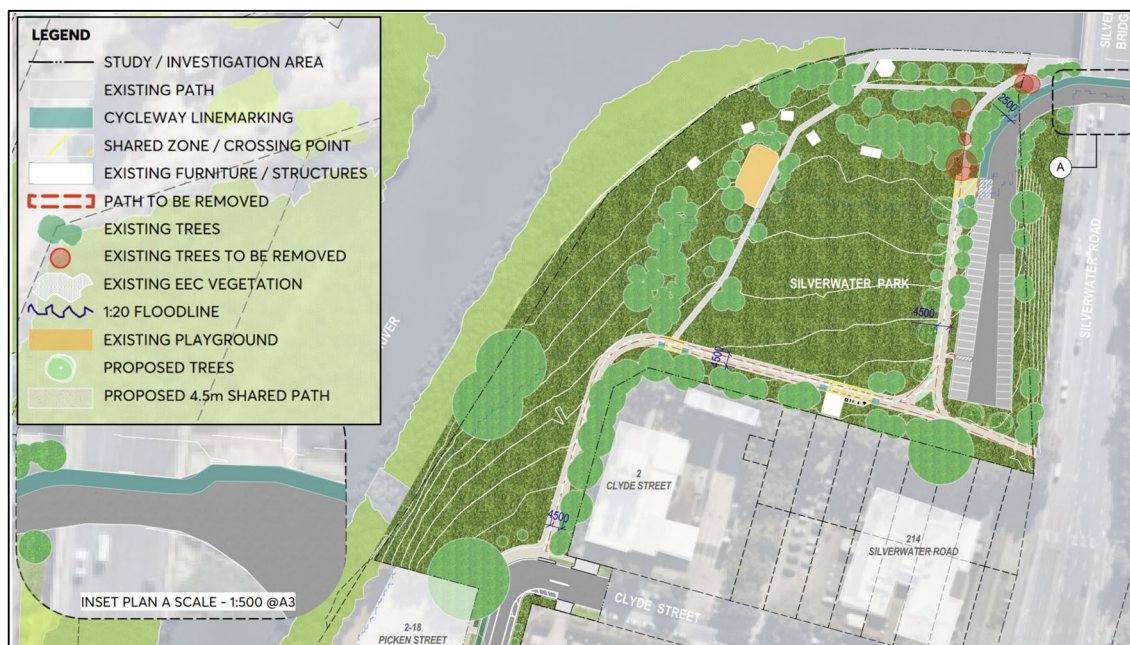 LEGEND
STUDY / INVESTIGATION AREA
EXISTING PATH
CYCLEWAY LINEMARKING
SHARED ZONE / CROSSING POINT
EXISTING FURNITURE / STRUCTURES
PATH TO BE REMOVED
EXISTING TREES
EXISTING TREES TO BE REMOVED
EXISTING EEC VEGETATION
1:20 FLOODLINE
EXISTING PLAYGROUND
PROPOSED TREES
PROPOSED 4.5m SHARED PATH
RIVER
SILVERWATER PARK
SILVER
BRIDG
2500
A
SILVERWATER ROAD
4500
4500
4500
2
CLYDE STREET
214
SILVERWATER ROAD
CLYDE STREET
2-18
PICKEN STREET
INSET PLAN A SCALE - 1:500 @A3